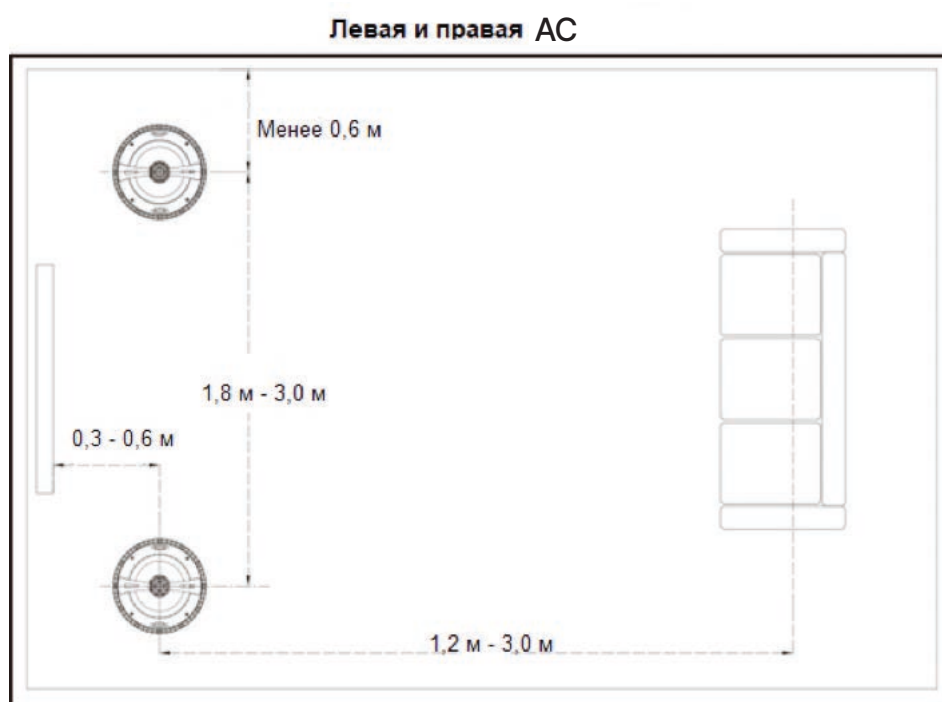 Левая и правая АС
Менее 0,6 м
1,8 м - 3,0 м
0,3 - 0,6 м
1,2 м - 3,0 м